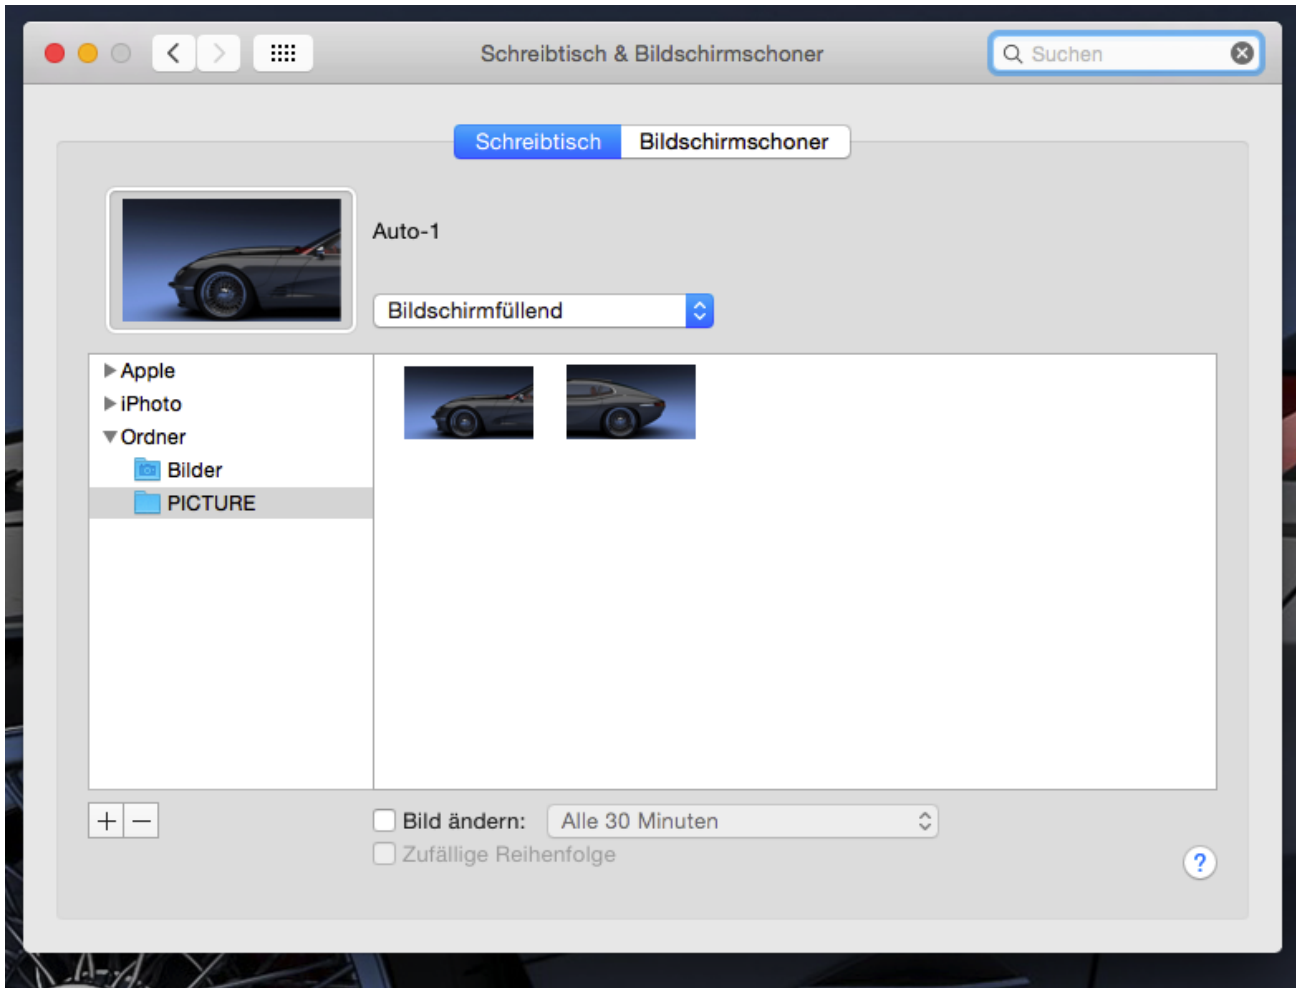 Schreibtisch & Bildschirmschoner
Suchen
Schreibtisch
Bildschirmschoner
Auto-1
Bildschirmfüllend
Apple
iPhoto
Ordner
Bilder
PICTURE
Bild ändern:
Alle 30 Minuten
Zufällige Reihenfolge
?